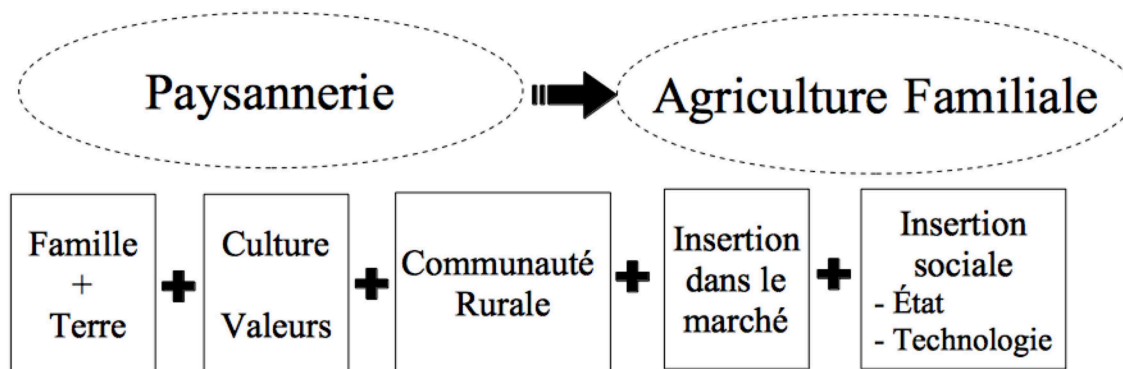 Paysannerie
Agriculture Familiale
Famille
+
Terre
+
Culture
Valeurs
+
Communauté
Rurale
+
Insertion
dans le
marché
+
Insertion
sociale
- État
- Technologie